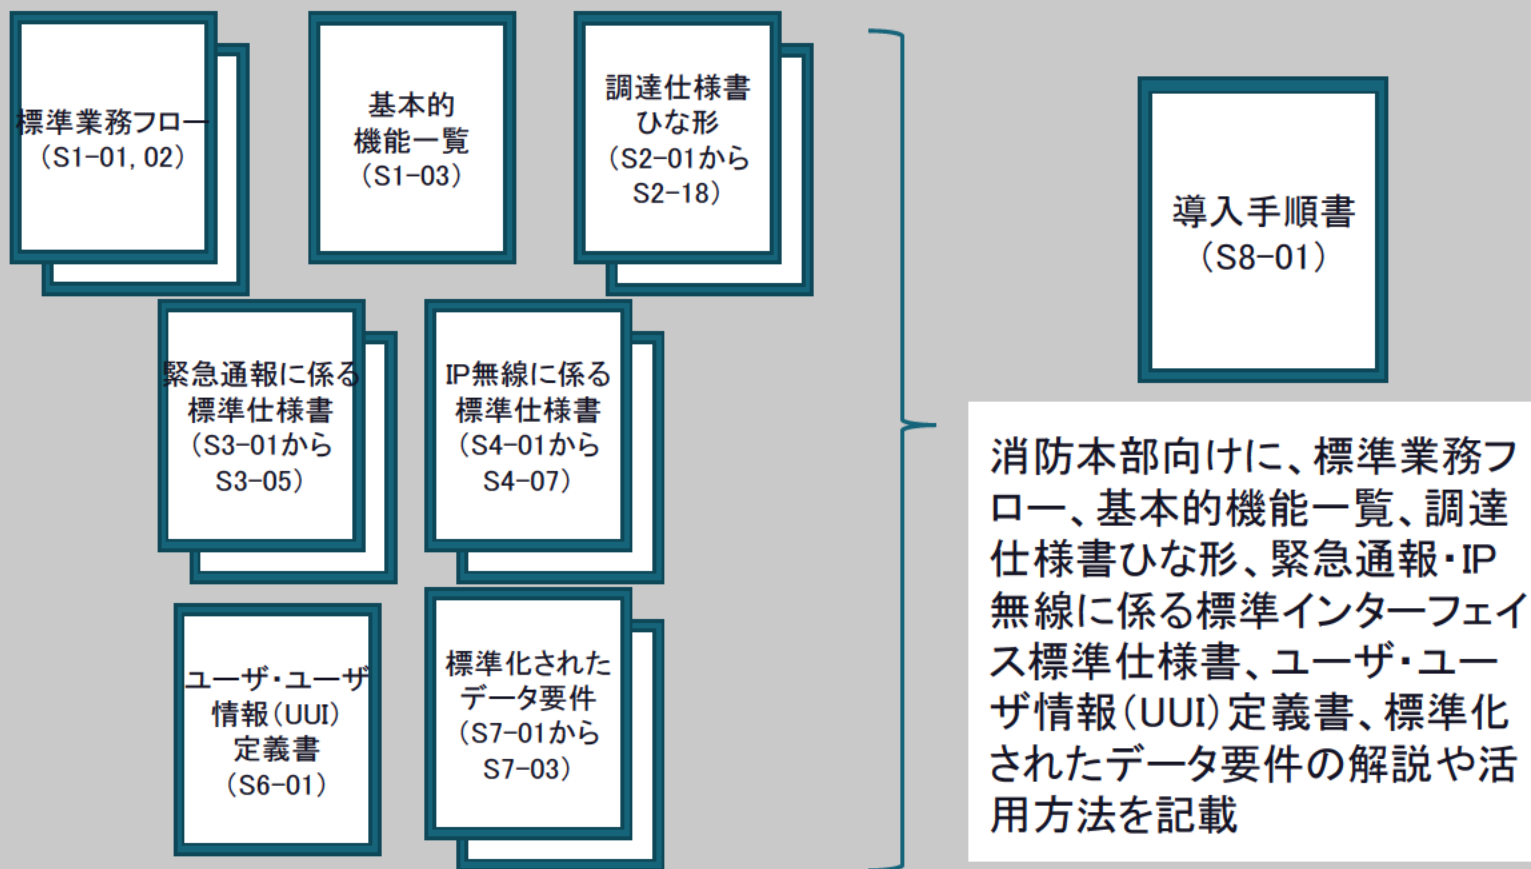 標準業務フロー
（S1-01, 02）
基本的
機能一覧
（S1-03）
調達仕様書
ひな形
（S2-01から
S2-18）
緊急通報に係る
標準仕様書
（S3-01から
S3-05）
IP無線に係る
標準仕様書
（S4-01から
S4-07）
ユーザ・ユーザ
情報（UUI）
定義書
（S6-01）
標準化された
データ要件
（S7-01から
S7-03）
導入手順書
（S8-01）
消防本部向けに、標準業務フ
ロー、基本的機能一覧、調達
仕様書ひな形、緊急通報・IP
無線に係る標準インターフェイ
ス標準仕様書、ユーザ・ユー
ザ情報（UUI）定義書、標準化
されたデータ要件の解説や活
用方法を記載